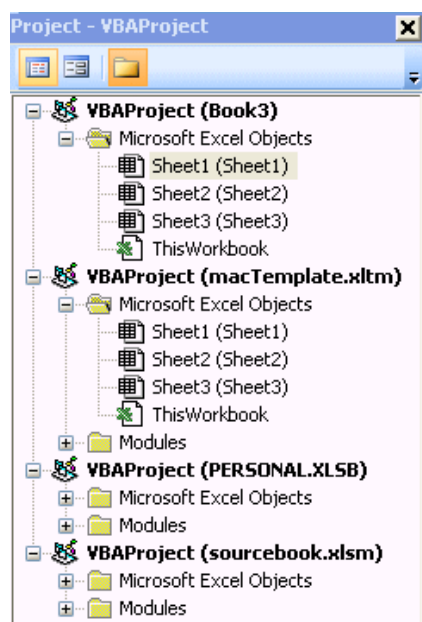 Project - VBAProject
VBAProject (Book3)
Microsoft Excel Objects
Sheet1 (Sheet1)
Sheet2 (Sheet2)
Sheet3 (Sheet3)
ThisWorkbook
VBAProject (macTemplate.xltm)
Microsoft Excel Objects
Sheet1 (Sheet1)
Sheet2 (Sheet2)
Sheet3 (Sheet3)
ThisWorkbook
Modules
VBAProject (PERSONAL.XLSB)
Microsoft Excel Objects
Modules
VBAProject (sourcebook.xlsm)
Microsoft Excel Objects
Modules